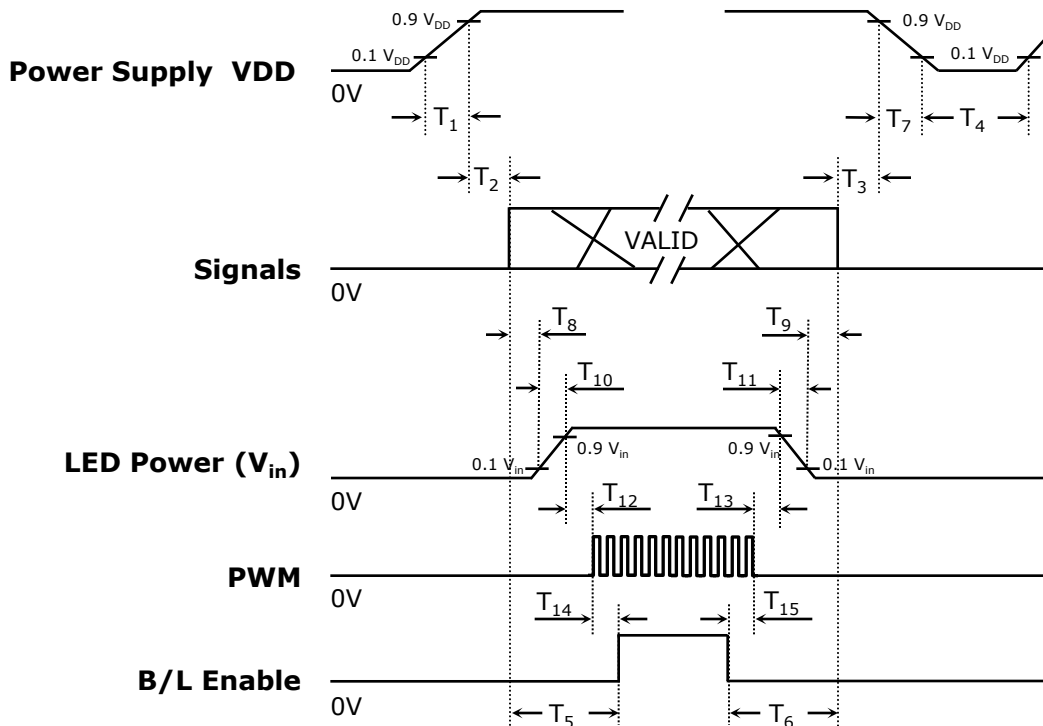 0.9 V_DD
0.9 V_DD
0.1 V_DD
0.1 V_DD
Power Supply VDD
0V
T_1
T_7
T_4
T_2
T_3
VALID
Signals
0V
T_8
T_9
T_10
T_11
LED Power (V_in)
0.1 V_in
0.9 V_in
0.9 V_in
0.1 V_in
0V
T_12
T_13
PWM
0V
T_14
T_15
B/L Enable
0V
T_5
T_6